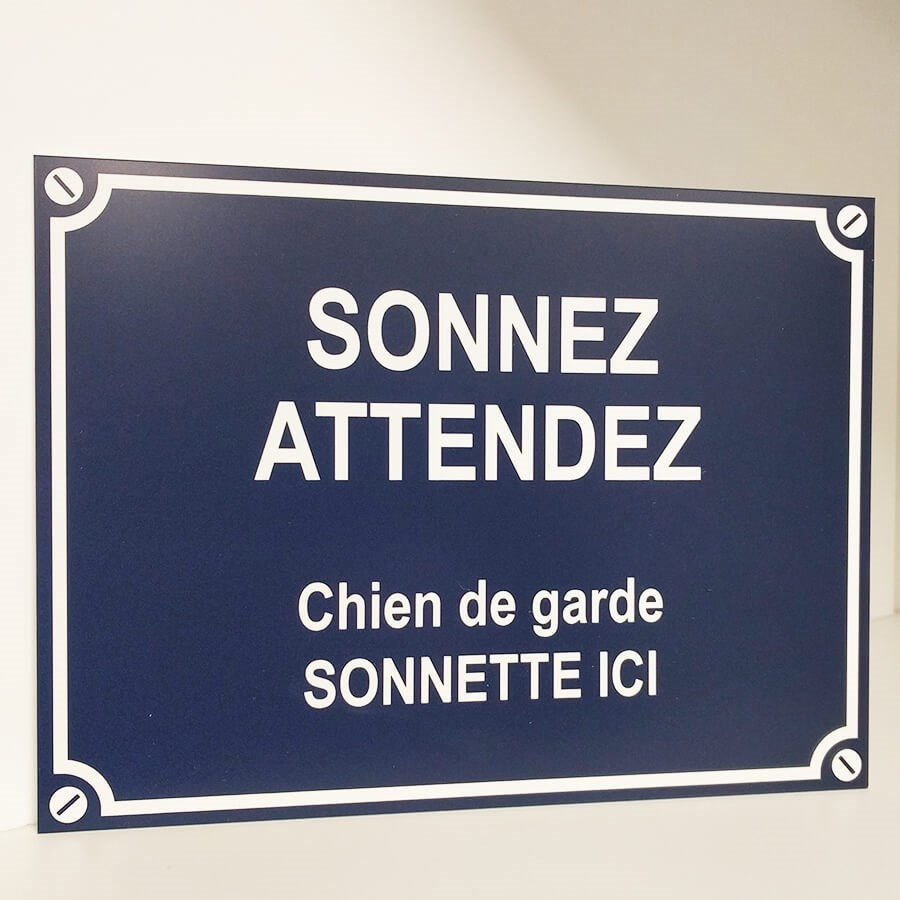 SONNEZ
ATTENDEZ
Chien de garde
SONNETTE ICI